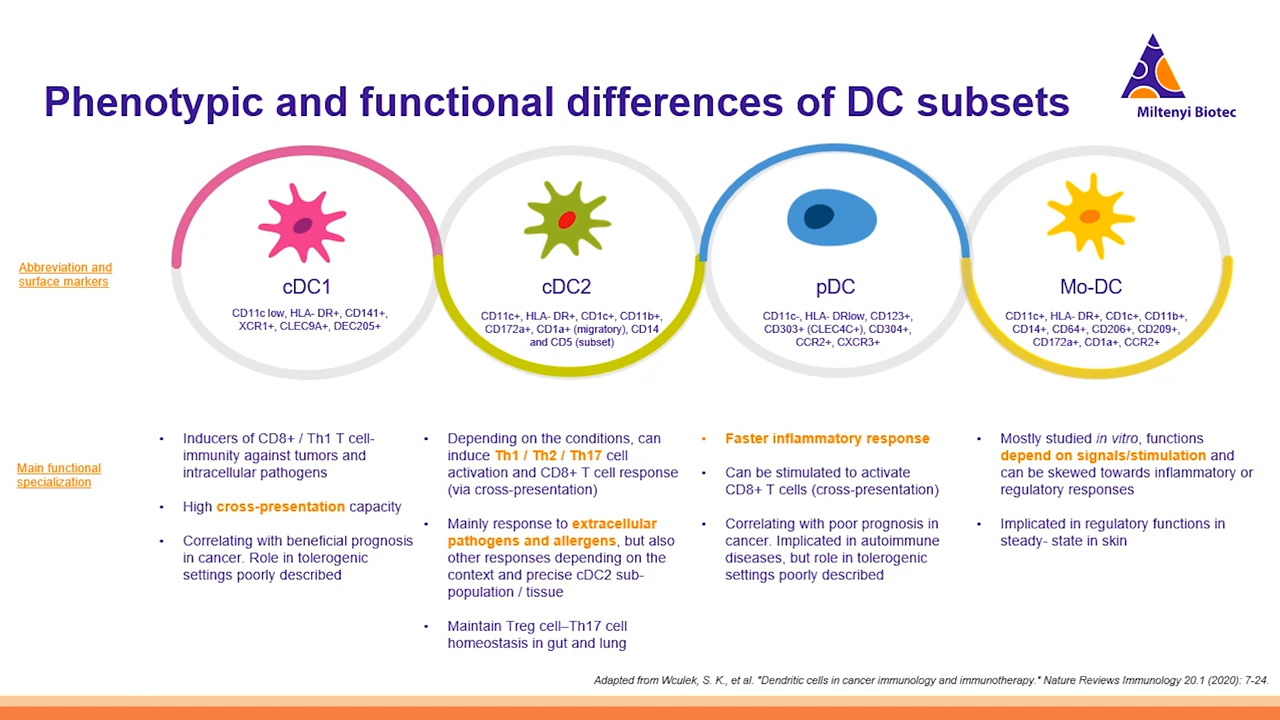 Phenotypic and functional differences of DC subsets
Miltenyi Biotec
Abbreviation and
surface markers
cDC1
CD11c low, HLA- DR+, CD141+,
XCR1+, CLEC9A+, DEC205+
cDC2
CD11c+, HLA- DR+, CD1c+, CD11b+,
CD172a+, CD1a+ (migratory), CD14
and CD5 (subset)
pDC
CD11c-, HLA- DRlow, CD123+,
CD303+ (CLEC4C+), CD304+,
CCR2+, CXCR3+
Mo-DC
CD11c+, HLA- DR+, CD1c+, CD11b+,
CD14+, CD64+, CD206+, CD209+,
CD172a+, CD1a+, CCR2+
Main functional
specialization
• Inducers of CD8+ / Th1 T cell-
immunity against tumors and
intracellular pathogens
• High cross-presentation capacity
• Correlating with beneficial prognosis
in cancer. Role in tolerogenic
settings poorly described
• Depending on the conditions, can
induce Th1 / Th2 / Th17 cell
activation and CD8+ T cell response
(via cross-presentation)
• Mainly response to extracellular
pathogens and allergens, but also
other responses depending on the
context and precise cDC2 sub-
population / tissue
• Maintain Treg cell–Th17 cell
homeostasis in gut and lung
• Faster inflammatory response
• Can be stimulated to activate
CD8+ T cells (cross-presentation)
• Correlating with poor prognosis in
cancer. Implicated in autoimmune
diseases, but role in tolerogenic
settings poorly described
• Mostly studied in vitro, functions
depend on signals/stimulation and
can be skewed towards inflammatory or
regulatory responses
• Implicated in regulatory functions in
steady- state in skin
Adapted from Wculek, S. K., et al. "Dendritic cells in cancer immunology and immunotherapy." Nature Reviews Immunology 20.1 (2020): 7-24.